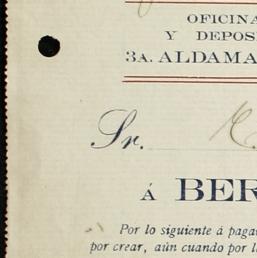 OFICINA
Y DEPOS
3A. ALDAMA
Sr.
Á BER
Por lo siguiente á paga
por crear, aún cuando por l